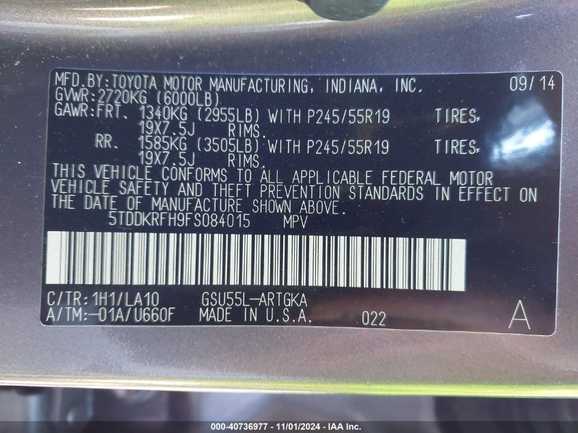 MFD.BY:TOYOTA MOTOR MANUFACTURING, INDIANA, INC. 09/14
GVWR:2720KG (6000LB)
GAWR:FRT. 1340KG (2955LB) WITH P245/55R19 TIRES,
19X7.5J RIMS.
RR. 1585KG (3505LB) WITH P245/55R19 TIRES,
19X7.5J RIMS.
THIS VEHICLE CONFORMS TO ALL APPLICABLE FEDERAL MOTOR
VEHICLE SAFETY AND THEFT PREVENTION STANDARDS IN EFFECT ON
THE DATE OF MANUFACTURE SHOWN ABOVE.
5TDDKRFH9FS084015 MPV
C/TR:1H1/LA10 GSU55L-ARTGKA
A/TM:-01A/U660F MADE IN U.S.A. 022 A
000-40736977 - 11/01/2024 - IAA Inc.